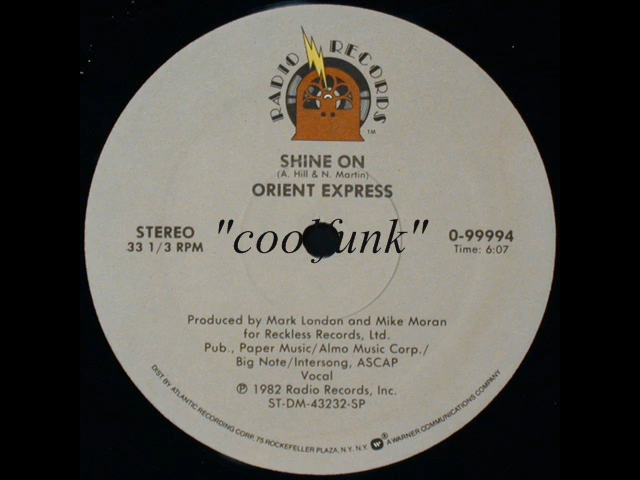 RADIO RECORDS
TM
SHINE ON
(A. Hill & N. Martin)
ORIENT EXPRESS
STEREO
33 1/3 RPM
"coolfunk"
0-99994
Time: 6:07
Produced by Mark London and Mike Moran
for Reckless Records, Ltd.
Pub., Paper Music/Almo Music Corp./
Big Note/Intersong, ASCAP
Vocal
℗ 1982 Radio Records, Inc.
ST-DM-43232-SP
DIST. BY ATLANTIC RECORDING CORP. 75 ROCKEFELLER PLAZA, N.Y. N.Y. W ® A WARNER COMMUNICATIONS COMPANY